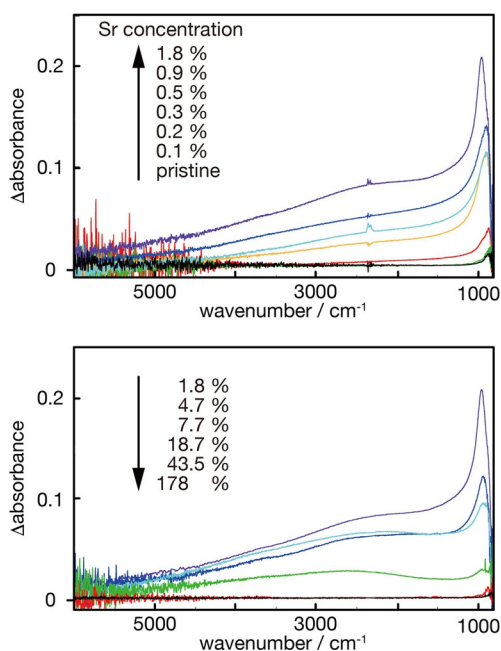 Sr concentration
1.8 %
0.9 %
0.5 %
0.3 %
0.2 %
0.1 %
pristine
0.2
0.1
0
Δabsorbance
5000 3000 1000
wavenumber / cm⁻¹
1.8 %
4.7 %
7.7 %
18.7 %
43.5 %
178 %
0.2
0.1
0
Δabsorbance
5000 3000 1000
wavenumber / cm⁻¹